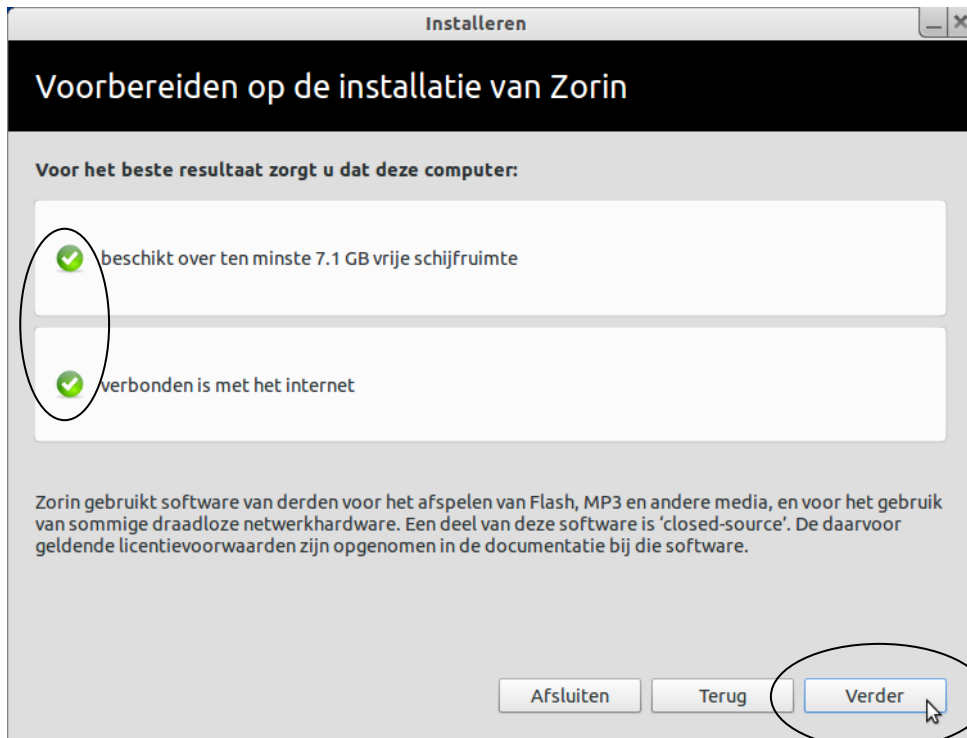 Installeren
Voorbereiden op de installatie van Zorin
Voor het beste resultaat zorgt u dat deze computer:
beschikt over ten minste 7.1 GB vrije schijfruimte
verbonden is met het internet
Zorin gebruikt software van derden voor het afspelen van Flash, MP3 en andere media, en voor het gebruik
van sommige draadloze netwerkhardware. Een deel van deze software is ‘closed-source’. De daarvoor
geldende licentievoorwaarden zijn opgenomen in de documentatie bij die software.
Afsluiten Terug Verder